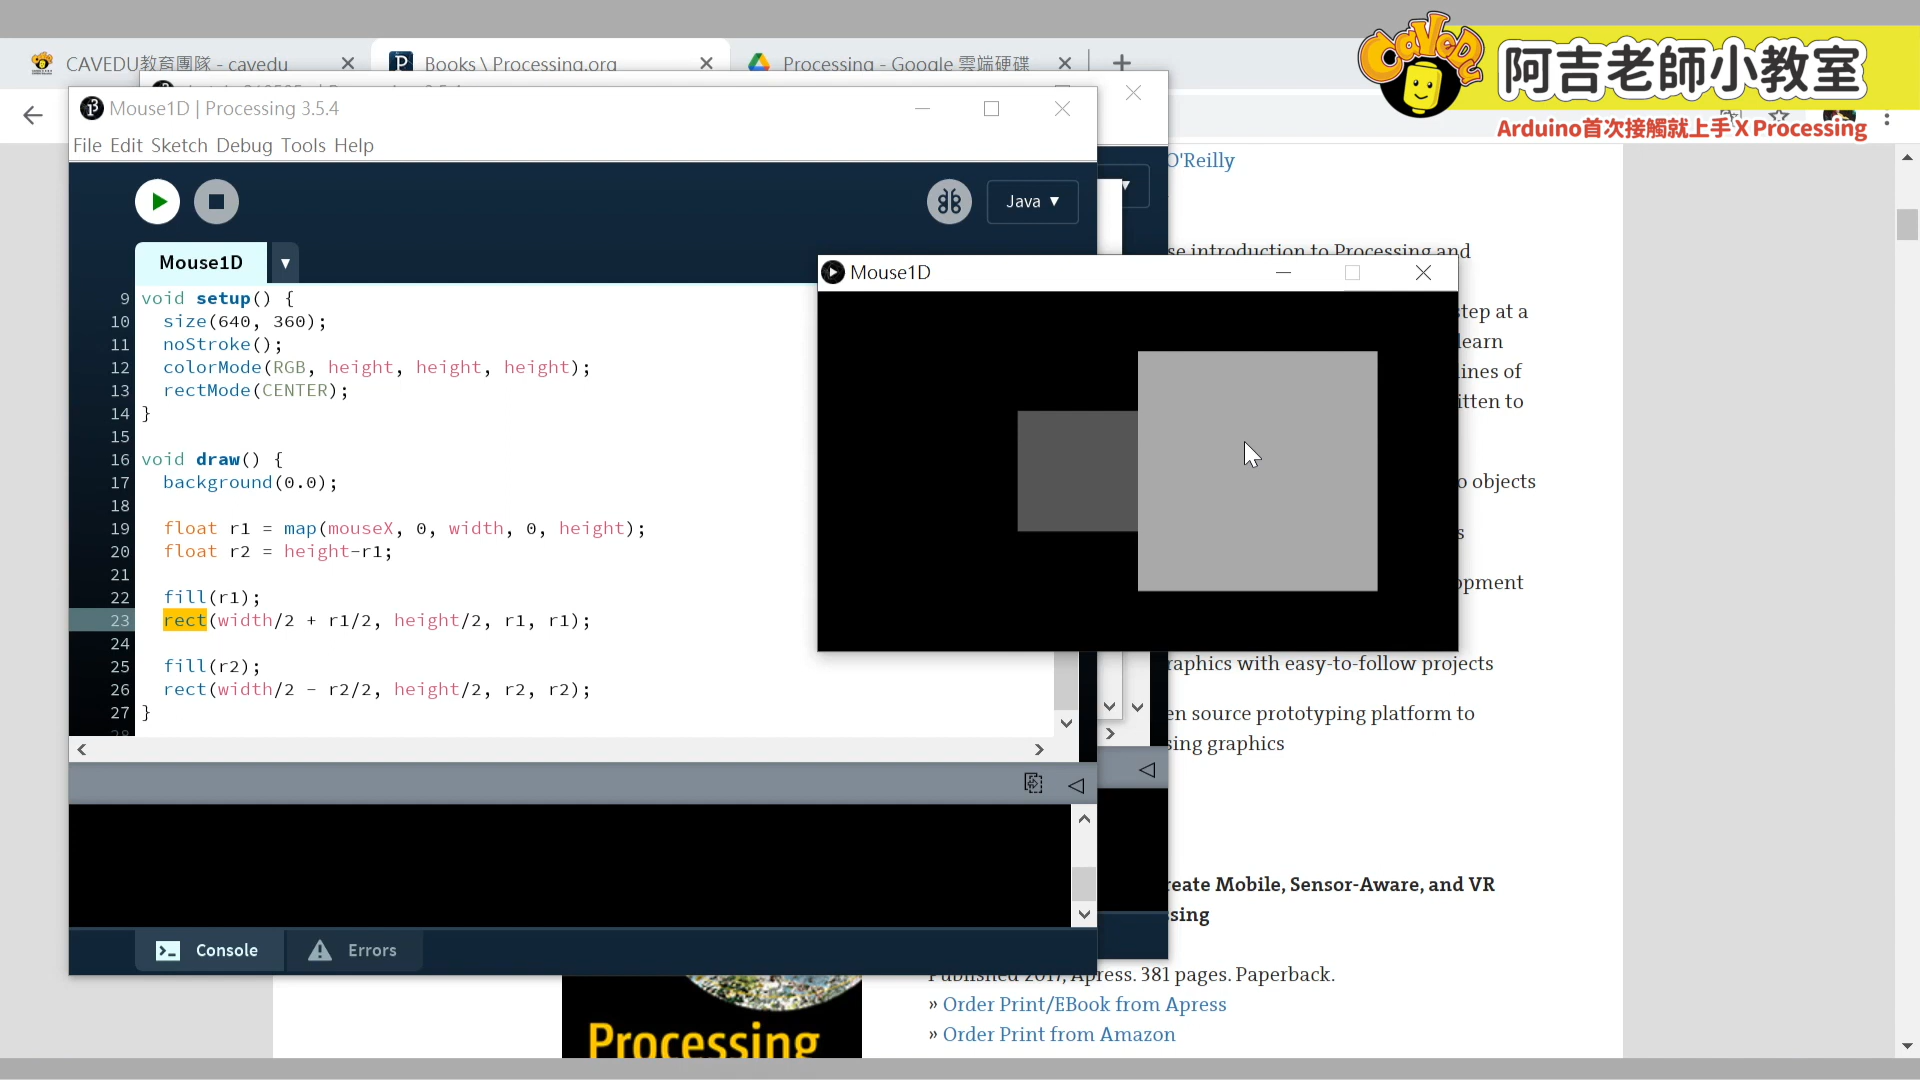 CAVEDU教育團隊 - cavedu
Books \ Processing.org
Processing - Google 雲端硬碟
CAVEDU
阿吉老師小教室
Arduino首次接觸就上手 X Processing
Mouse1D | Processing 3.5.4
File Edit Sketch Debug Tools Help
Java
Mouse1D
9 void setup() {
10 size(640, 360);
11 noStroke();
12 colorMode(RGB, height, height, height);
13 rectMode(CENTER);
14 }
15
16 void draw() {
17 background(0.0);
18
19 float r1 = map(mouseX, 0, width, 0, height);
20 float r2 = height-r1;
21
22 fill(r1);
23 rect(width/2 + r1/2, height/2, r1, r1);
24
25 fill(r2);
26 rect(width/2 - r2/2, height/2, r2, r2);
27 }
28
Console
Errors
Mouse1D
O'Reilly
se introduction to Processing and
step at a
learn
lines of
itten to
o objects
s
opment
raphics with easy-to-follow projects
en source prototyping platform to
sing graphics
reate Mobile, Sensor-Aware, and VR
ssing
Published 2017, Apress. 381 pages. Paperback.
» Order Print/EBook from Apress
» Order Print from Amazon
Processing